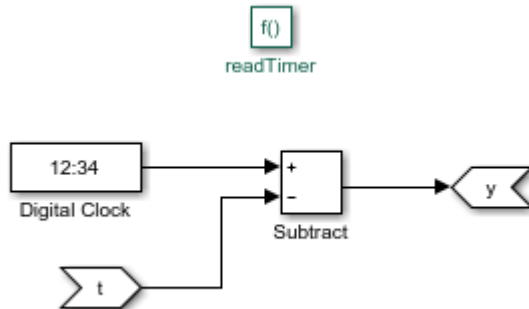 f()
readTimer
12:34
+
−
y
Digital Clock
Subtract
t